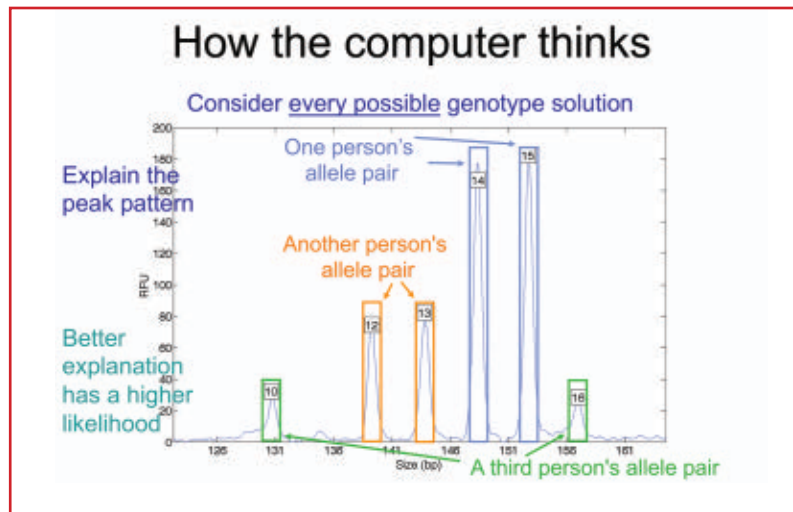 How the computer thinks
Consider every possible genotype solution
200
180
160
140
120
100
80
60
40
20
0
RFU
Explain the
peak pattern
Better
explanation
has a higher
likelihood
One person's
allele pair
Another person's
allele pair
10
12
13
14
15
16
126
131
136
141
146
151
156
161
Size (bp)
A third person's allele pair